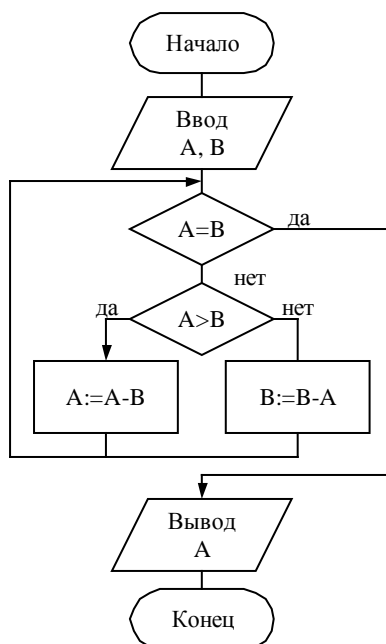 Начало
Ввод
А, В
А=В
да
нет
да
А>В
нет
А:=А-В
В:=В-А
Вывод
А
Конец